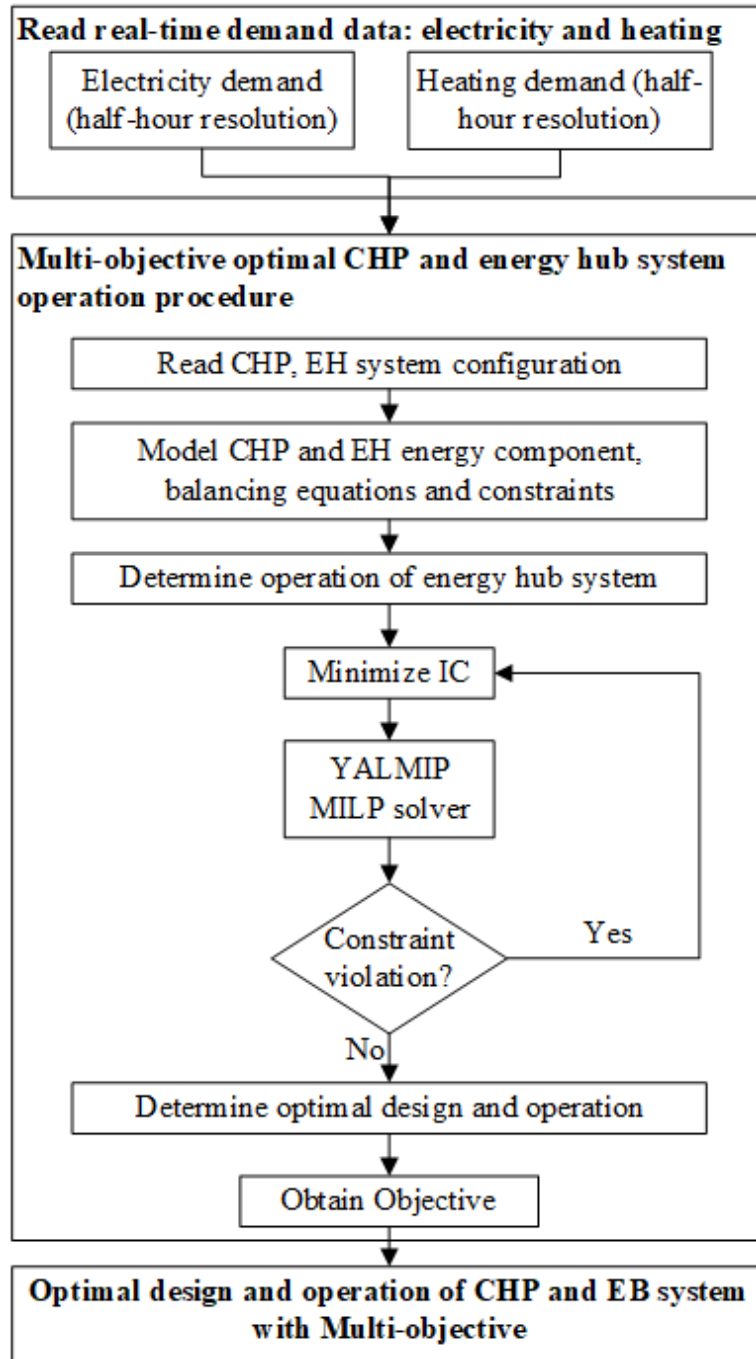 Read real-time demand data: electricity and heating
Electricity demand
(half-hour resolution)
Heating demand (half-
hour resolution)
Multi-objective optimal CHP and energy hub system
operation procedure
Read CHP, EH system configuration
Model CHP and EH energy component,
balancing equations and constraints
Determine operation of energy hub system
Minimize IC
YALMIP
MILP solver
Constraint
violation?
Yes
No
Determine optimal design and operation
Obtain Objective
Optimal design and operation of CHP and EB system
with Multi-objective